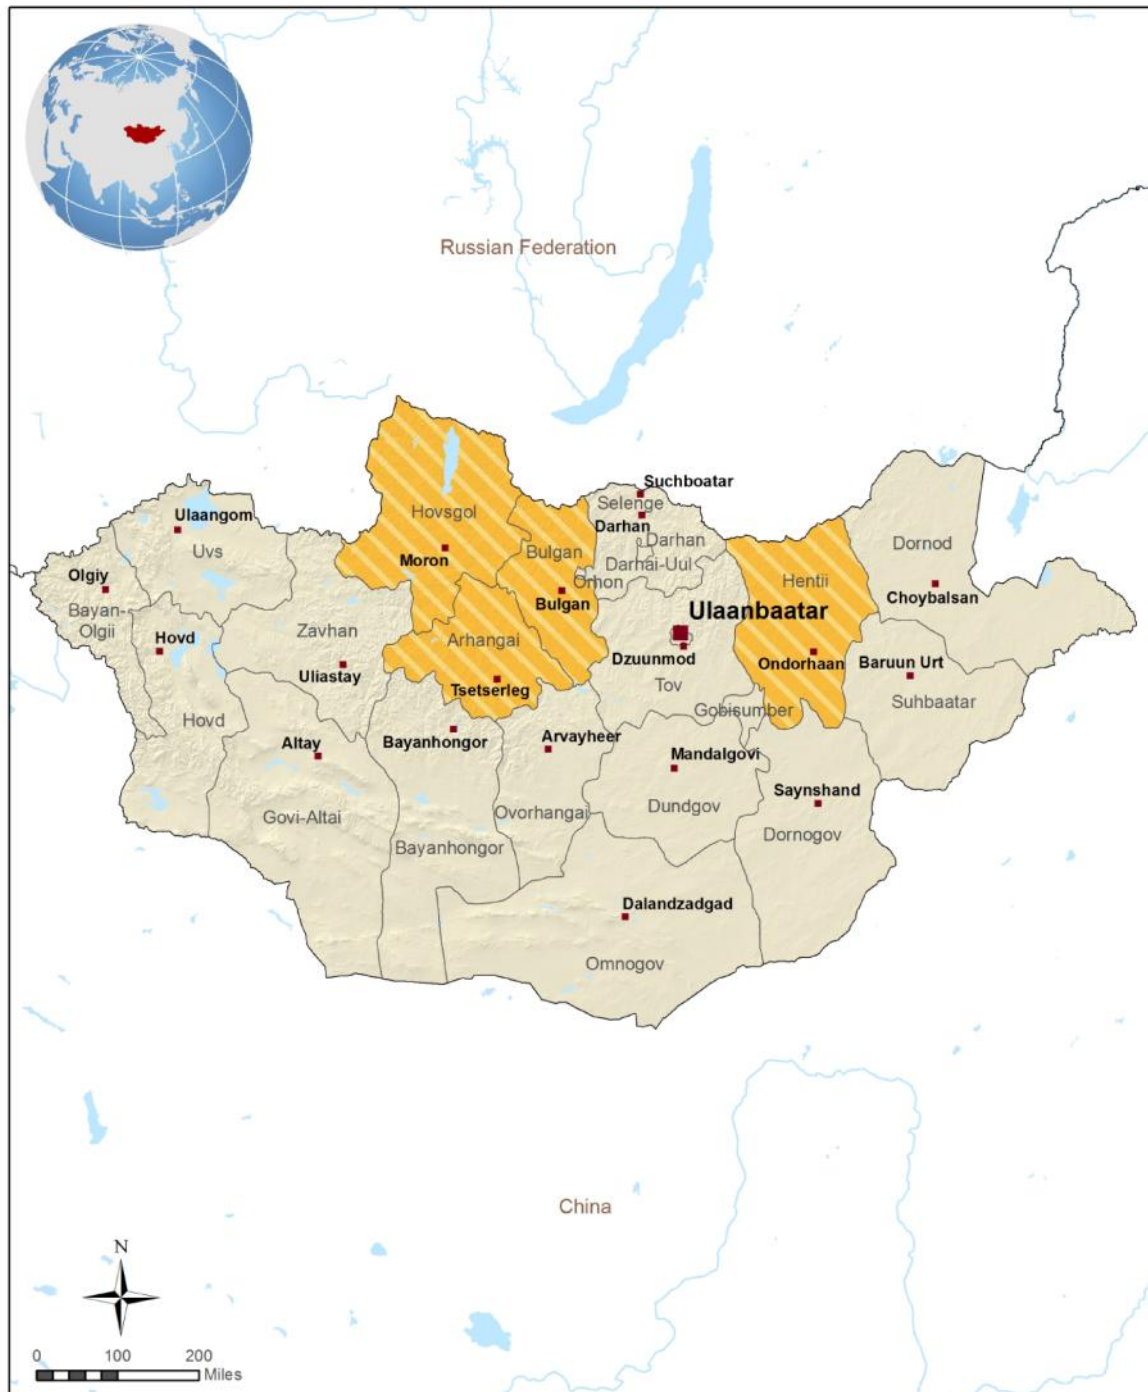 Russian Federation
Suchboatar
Selenge
Ulaangom
Hovsgol
Darhan
Darhan
Dornod
Uvs
Moron
Bulgan
Darhai-Uul
Olgiy
Orhon
Hentii
Choybalsan
Bayan-
Olgii
Bulgan
Ulaanbaatar
Zavhan
Arhangai
Hovd
Dzuunmod
Ondorhaan
Baruun Urt
Uliastay
Tsetserleg
Tov
Suhbaatar
Hovd
Gobisumber
Altay
Bayanhongor
Arvayheer
Mandalgovi
Saynshand
Govi-Altai
Ovorhangai
Dundgov
Dornogov
Bayanhongor
Dalandzadgad
Omnogov
China
N
0 100 200
Miles